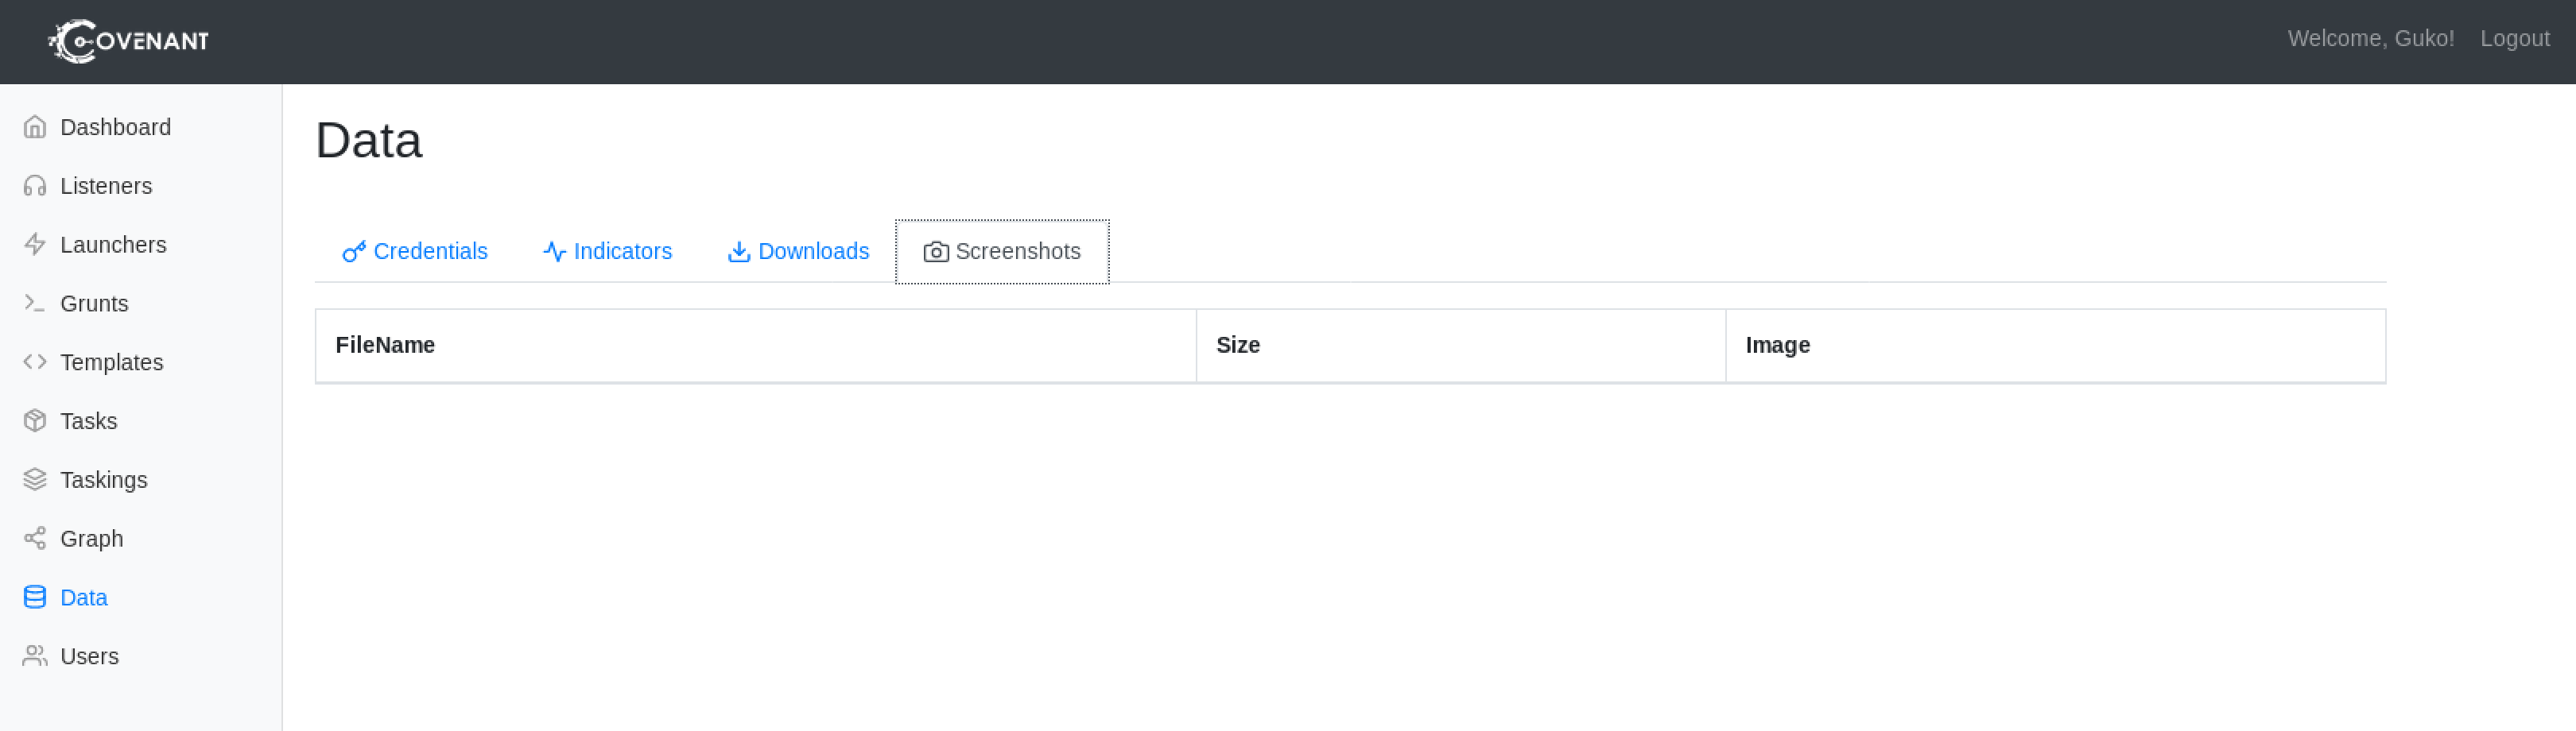 COVENANT
Welcome, Guko! Logout
Dashboard
Listeners
Launchers
Grunts
Templates
Tasks
Taskings
Graph
Data
Users
Data
Credentials Indicators Downloads Screenshots
FileName Size Image